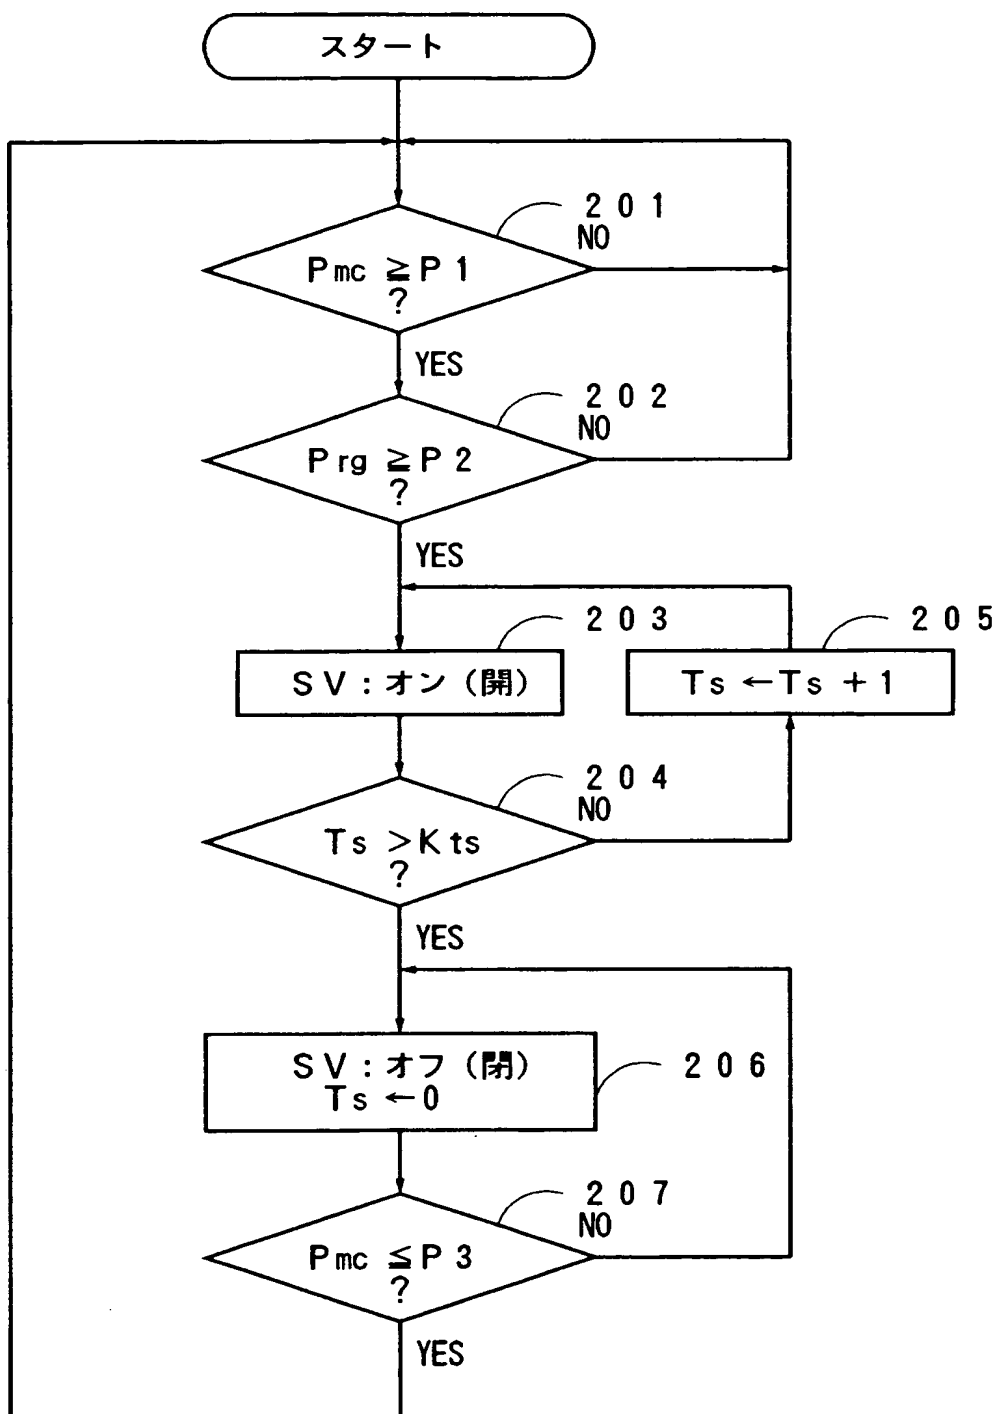 スタート
201
NO
Pmc ≧ P1
?
YES
202
NO
Prg ≧ P2
?
YES
203
SV:オン(開)
205
Ts ← Ts + 1
204
NO
Ts > Kts
?
YES
SV:オフ(閉)
Ts ← 0
206
207
NO
Pmc ≦ P3
?
YES